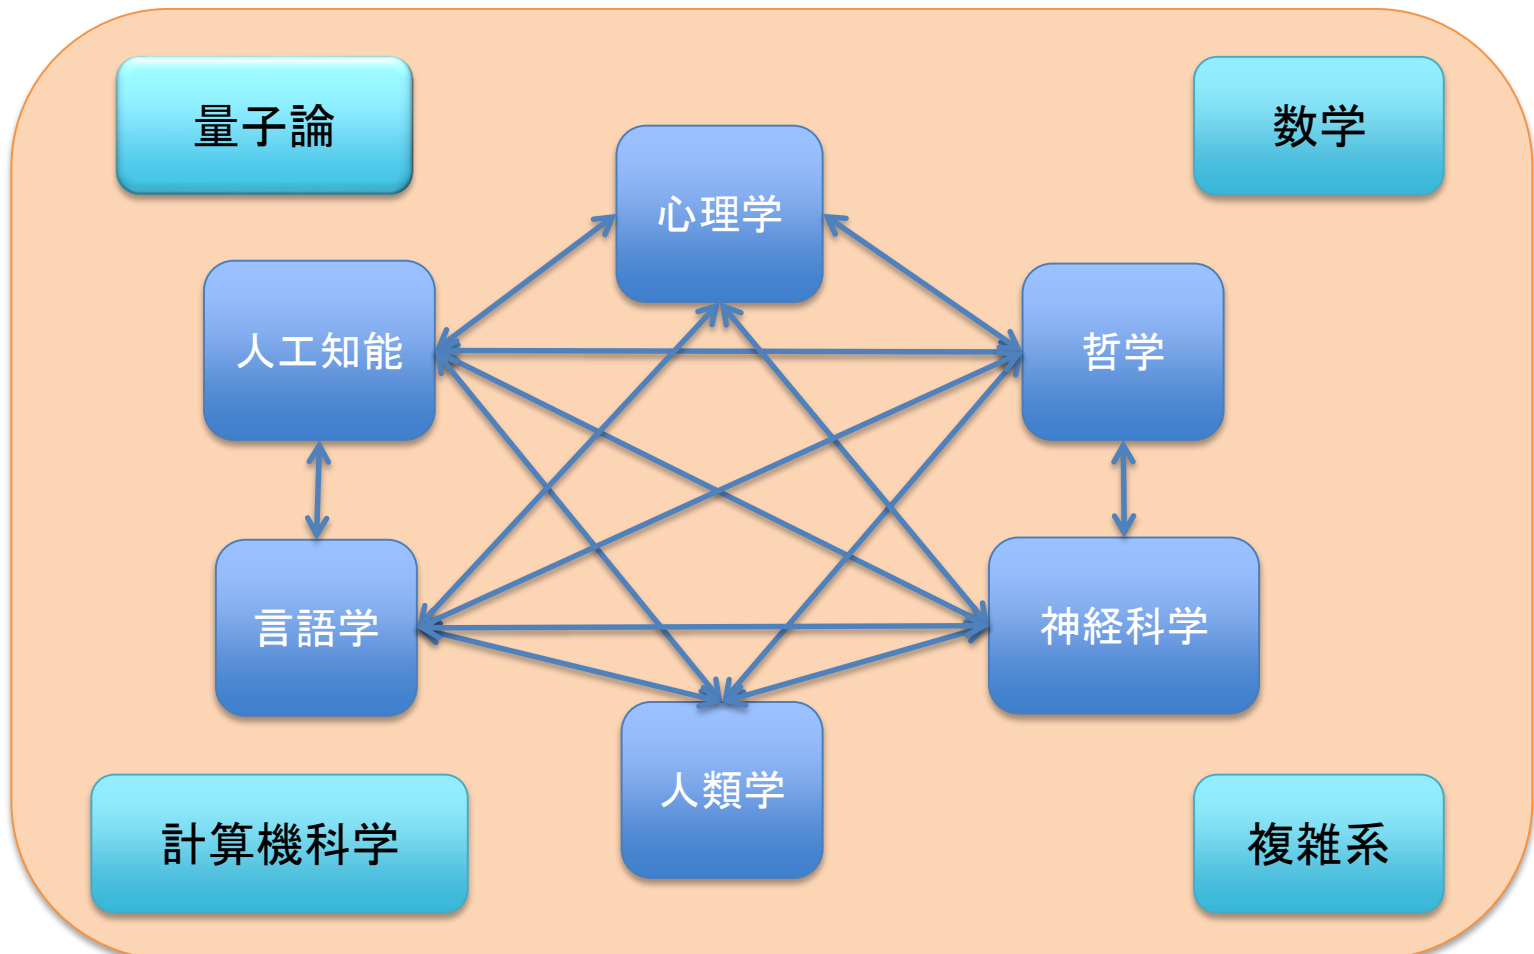 量子論
数学
心理学
人工知能
哲学
言語学
神経科学
人類学
計算機科学
複雑系